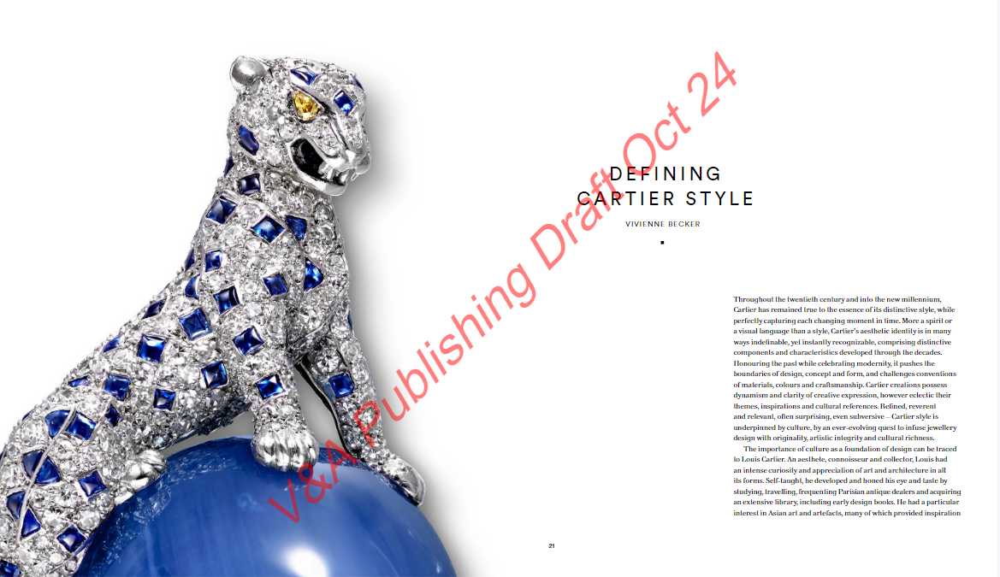 DEFINING
CARTIER STYLE
VIVIENNE BECKER
Throughout the twentieth century and into the new millennium,
Cartier has remained true to the essence of its distinctive style, while
perfectly capturing each changing moment in time. More a spirit or
a visual language than a style, Cartier's aesthetic identity is in many
ways indefinable, yet instantly recognizable, comprising distinctive
components and characteristics developed through the decades.
Honouring the past while celebrating modernity, it pushes the
boundaries of design, concept and form, and challenges conventions
of materials, colours and craftsmanship. Cartier creations possess
dynamism and clarity of creative expression, however eclectic their
themes, inspirations and cultural references. Refined, reverent
and relevant, often surprising, even subversive – Cartier style is
underpinned by culture, by an ever-evolving quest to infuse jewellery
design with originality, artistic integrity and cultural richness.
The importance of culture as a foundation of design can be traced
to Louis Cartier. An aesthete, connoisseur and collector, Louis had
an intense curiosity and appreciation of art and architecture in all
its forms. Self-taught, he developed and honed his eye and taste by
studying, travelling, frequenting Parisian antique dealers and acquiring
an extensive library, including early design books. He had a particular
interest in Asian art and artefacts, many of which provided inspiration
21
V&A Publishing Draft Oct 24